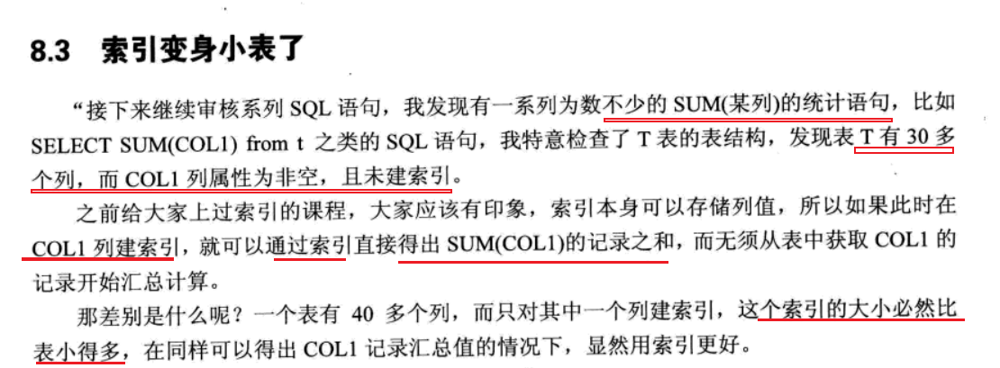 8.3 索引变身小表了
“接下来继续审核系列 SQL 语句，我发现有一系列为数不少的 SUM(某列)的统计语句，比如
SELECT SUM(COL1) from t 之类的 SQL 语句，我特意检查了 T 表的表结构，发现表 T 有 30 多
个列，而 COL1 列属性为非空，且未建索引。
之前给大家上过索引的课程，大家应该有印象，索引本身可以存储列值，所以如果此时在
COL1 列建索引，就可以通过索引直接得出 SUM(COL1)的记录之和，而无须从表中获取 COL1 的
记录开始汇总计算。
那差别是什么呢？一个表有 40 多个列，而只对其中一个列建索引，这个索引的大小必然比
表小得多，在同样可以得出 COL1 记录汇总值的情况下，显然用索引更好。